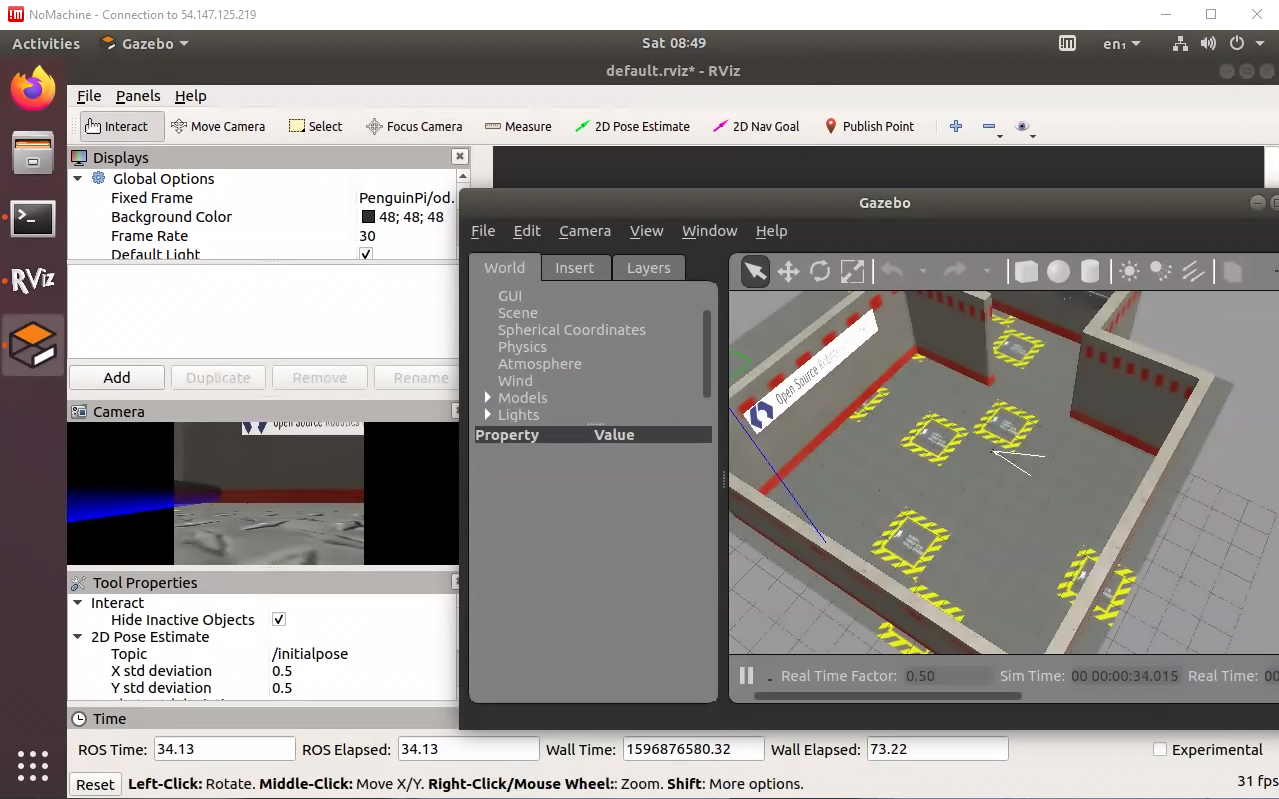 NoMachine - Connection to 54.147.125.219
Activities Gazebo Sat 08:49 en₁
default.rviz* - RViz
File Panels Help
Interact Move Camera Select Focus Camera Measure 2D Pose Estimate 2D Nav Goal Publish Point
Displays
Global Options
Fixed Frame PenguinPi/od.
Background Color 48; 48; 48
Frame Rate 30
Default Light
Add Duplicate Remove Rename
Camera
Open Source Robotics
Tool Properties
Interact
Hide Inactive Objects
2D Pose Estimate
Topic /initialpose
X std deviation 0.5
Y std deviation 0.5
RViz
Gazebo
File Edit Camera View Window Help
World Insert Layers
GUI
Scene
Spherical Coordinates
Physics
Atmosphere
Wind
Models
Lights
Property Value
Open Source
Real Time Factor: 0.50 Sim Time: 00 00:00:34.015 Real Time: 00
Time
ROS Time: 34.13 ROS Elapsed: 34.13 Wall Time: 1596876580.32 Wall Elapsed: 73.22 Experimental
Reset Left-Click: Rotate. Middle-Click: Move X/Y. Right-Click/Mouse Wheel:: Zoom. Shift: More options. 31 fps